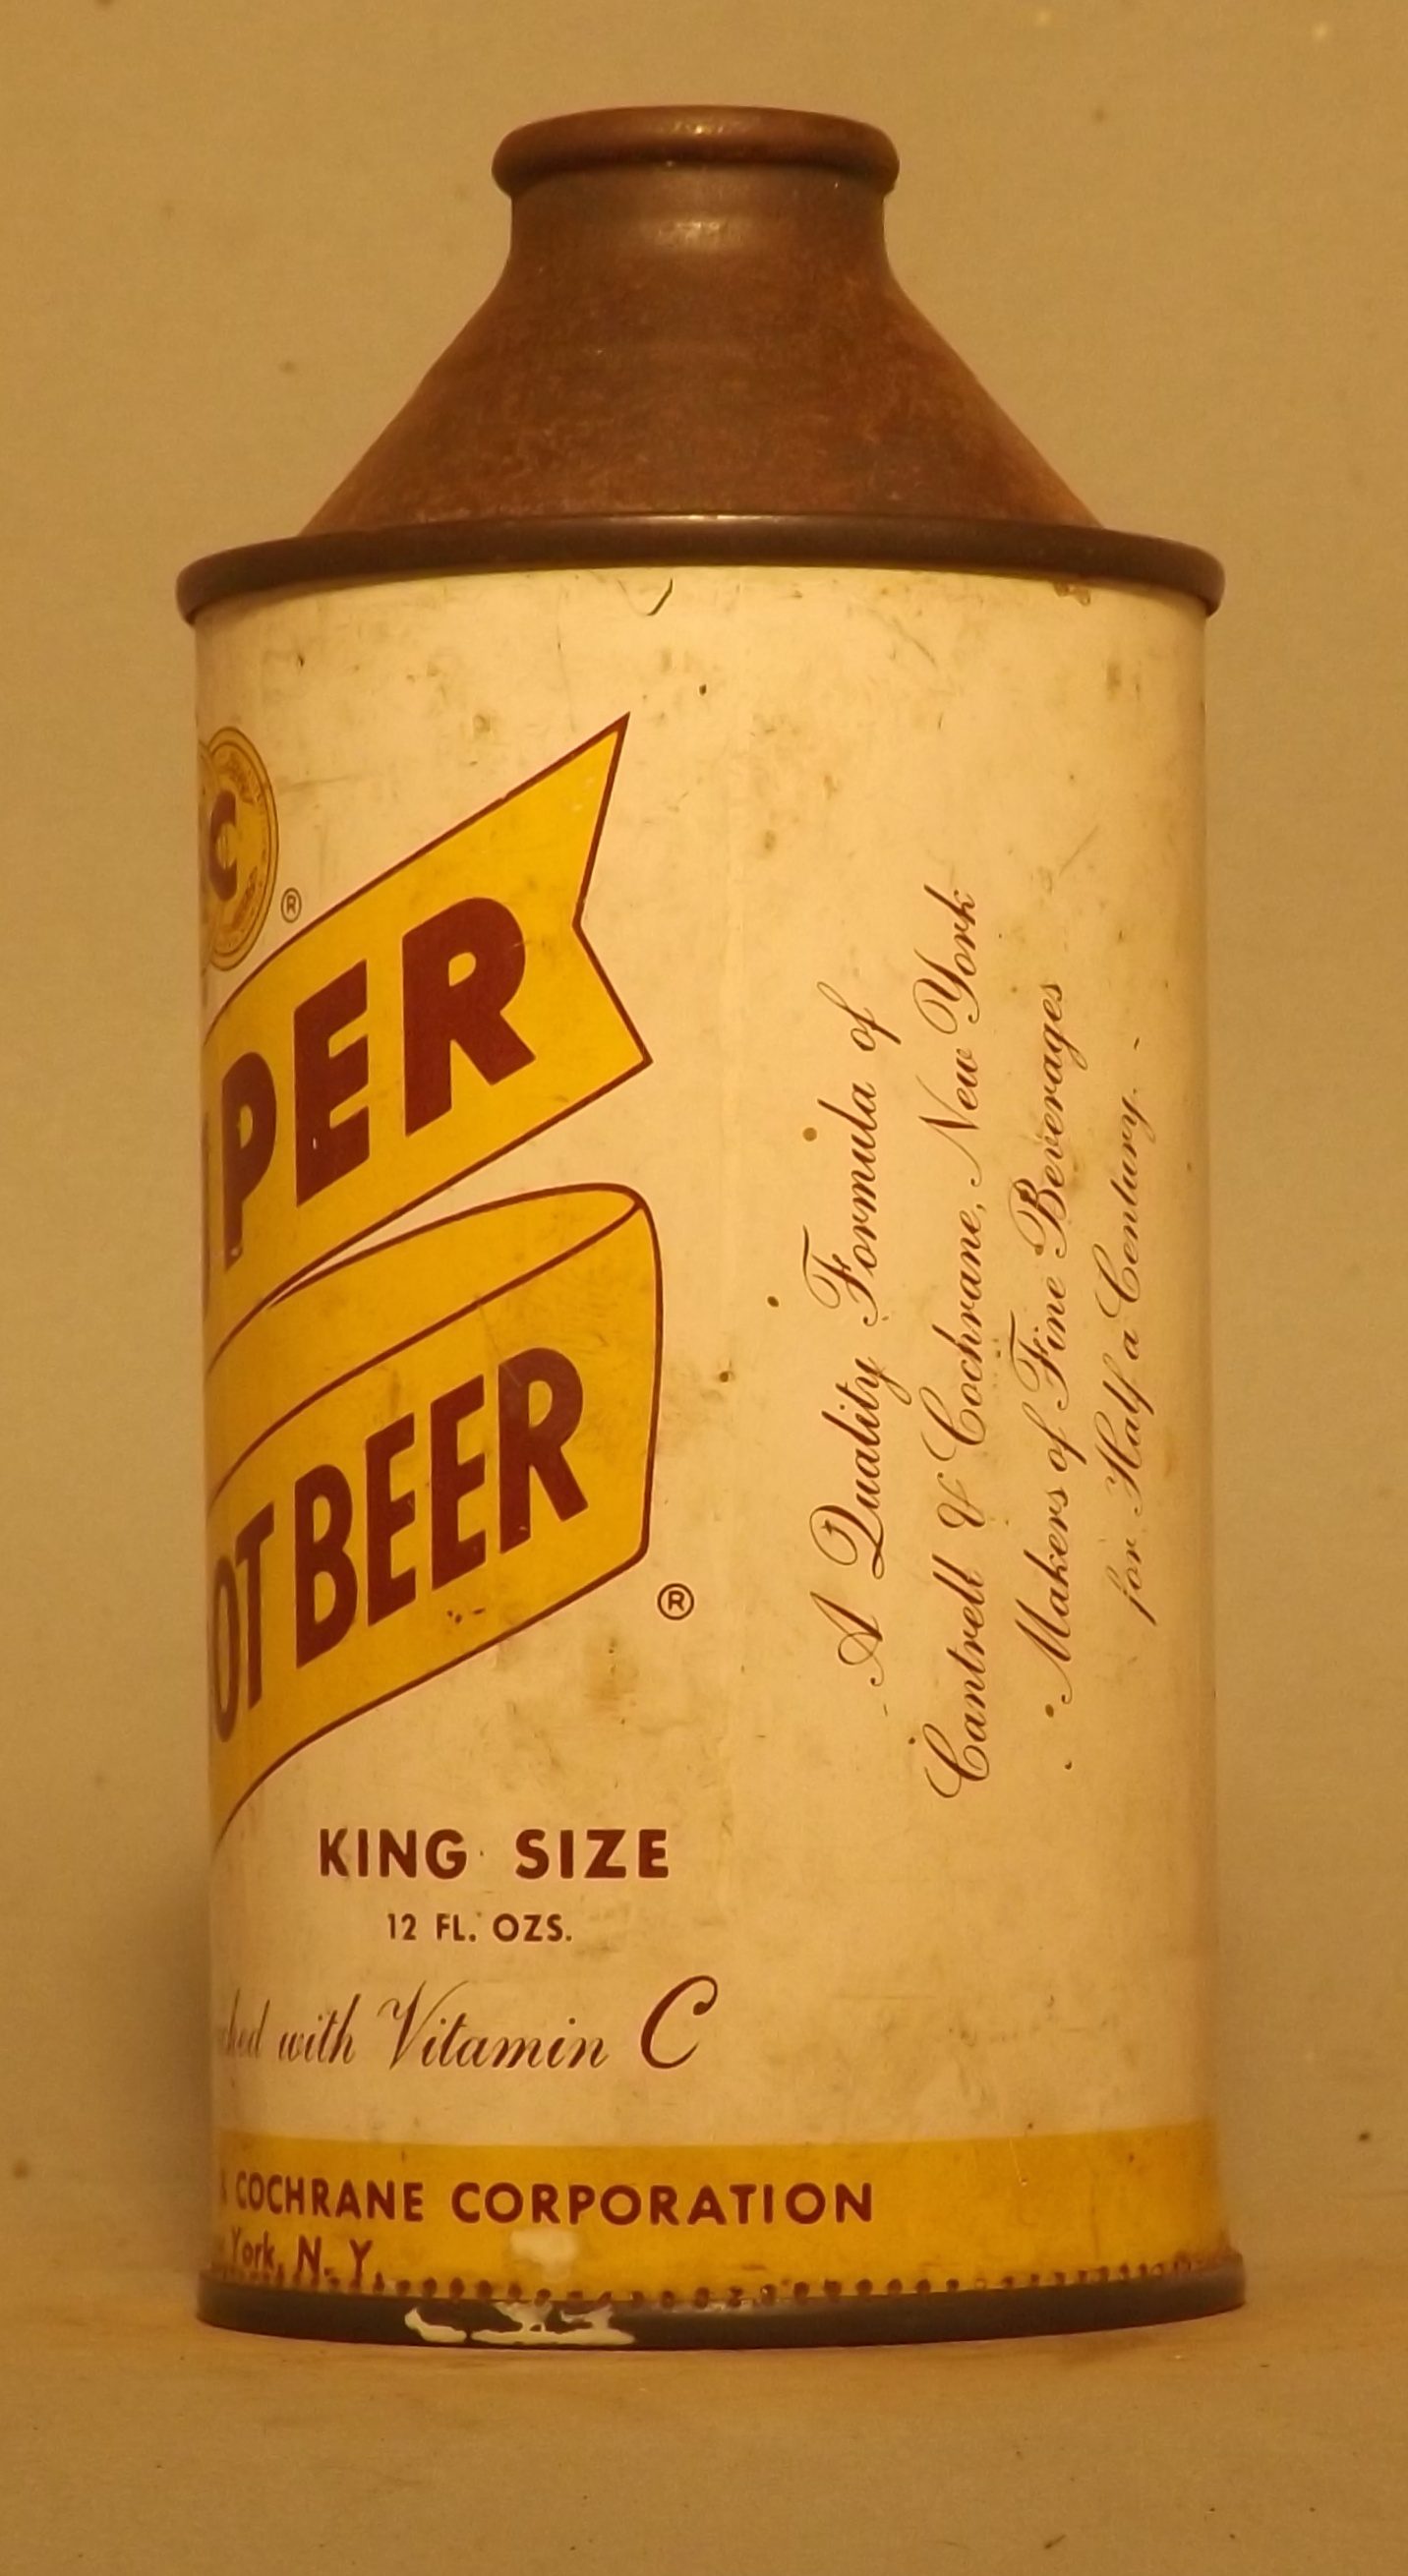 C
®
PER
OT BEER
®
KING SIZE
12 FL. OZS.
with Vitamin C
& COCHRANE CORPORATION
York, N. Y.
A Quality Formula of
Cantrell & Cochrane, New York
Makers of Fine Beverages
for Half a Century.